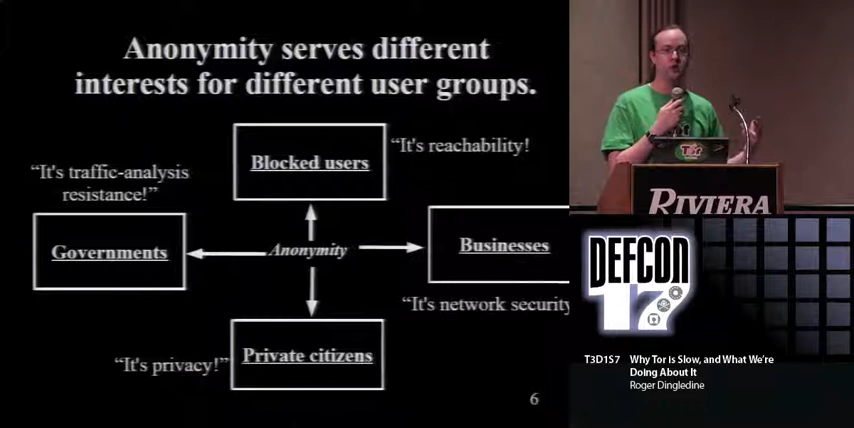 Anonymity serves different
interests for different user groups.
Blocked users
"It's reachability!
"It's traffic-analysis
resistance!"
Governments
Anonymity
Businesses
"It's network security
"It's privacy!"
Private citizens
6
Tor
RIVIERA
DEFCON
17
T3D1S7 Why Tor is Slow, and What We're
Doing About It
Roger Dingledine